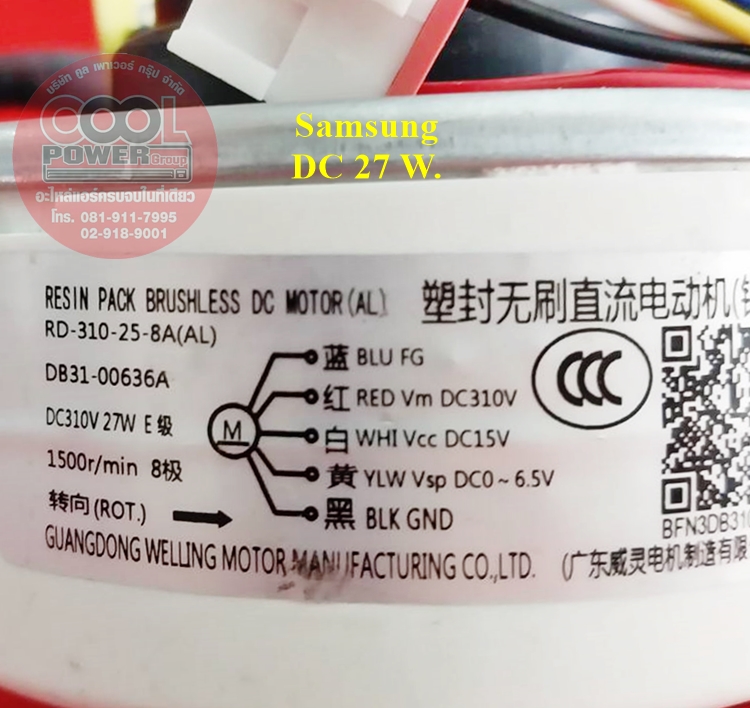 บริษัท คูล เพาเวอร์ กรุ๊ป จำกัด
COOL
POWER Group
อะไหล่แอร์ครบจบในที่เดียว
โทร. 081-911-7995
02-918-9001
Samsung
DC 27 W.
RESIN PACK BRUSHLESS DC MOTOR(AL) 塑封无刷直流电动机(
RD-310-25-8A(AL)
DB31-00636A
DC310V 27W E 级
1500r/min 8极
转向(ROT.)
M
蓝 BLU FG
红 RED Vm DC310V
白 WHI Vcc DC15V
黄 YLW Vsp DC0~6.5V
黑 BLK GND
CCC
BFN3DB310
GUANGDONG WELLING MOTOR MANUFACTURING CO.,LTD. (广东威灵电机制造有限